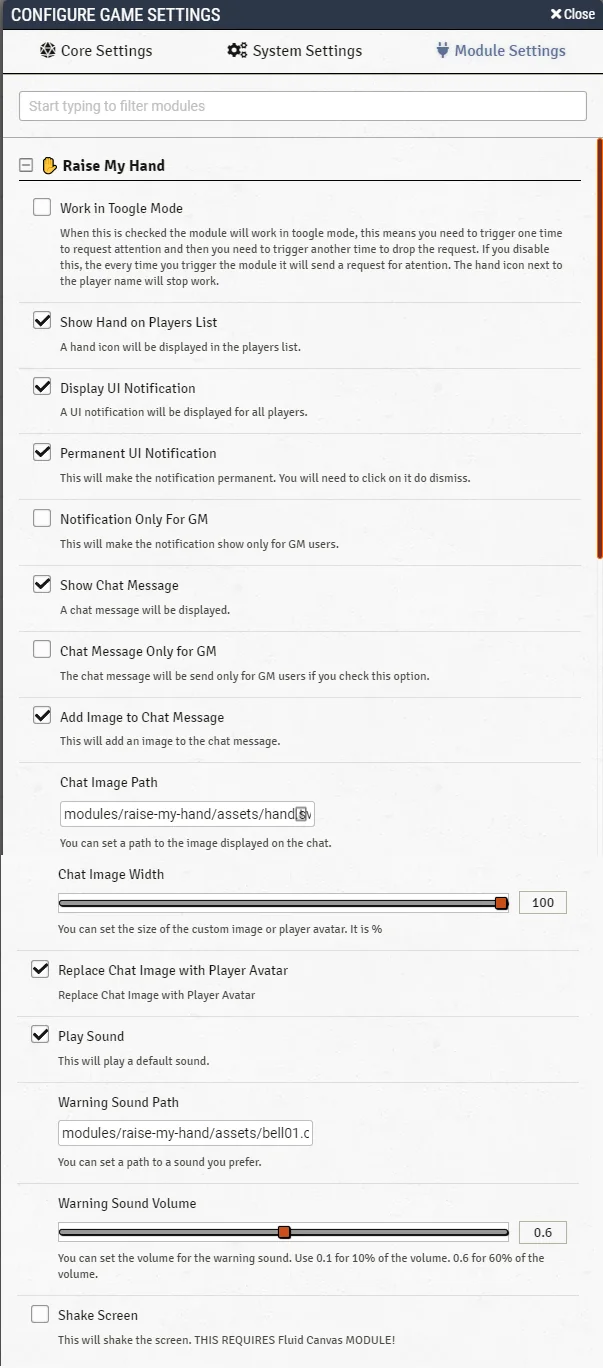 CONFIGURE GAME SETTINGS
Close
Core Settings
System Settings
Module Settings
Start typing to filter modules
Raise My Hand
Work in Toogle Mode
When this is checked the module will work in toogle mode, this means you need to trigger one time
to request attention and then you need to trigger another time to drop the request. If you disable
this, the every time you trigger the module it will send a request for atention. The hand icon next to
the player name will stop work.
Show Hand on Players List
A hand icon will be displayed in the players list.
Display UI Notification
A UI notification will be displayed for all players.
Permanent UI Notification
This will make the notification permanent. You will need to click on it do dismiss.
Notification Only For GM
This will make the notification show only for GM users.
Show Chat Message
A chat message will be displayed.
Chat Message Only for GM
The chat message will be send only for GM users if you check this option.
Add Image to Chat Message
This will add an image to the chat message.
Chat Image Path
modules/raise-my-hand/assets/hand
You can set a path to the image displayed on the chat.
Chat Image Width
100
You can set the size of the custom image or player avatar. It is %
Replace Chat Image with Player Avatar
Replace Chat Image with Player Avatar
Play Sound
This will play a default sound.
Warning Sound Path
modules/raise-my-hand/assets/bell01.o
You can set a path to a sound you prefer.
Warning Sound Volume
0.6
You can set the volume for the warning sound. Use 0.1 for 10% of the volume. 0.6 for 60% of the
volume.
Shake Screen
This will shake the screen. THIS REQUIRES Fluid Canvas MODULE!